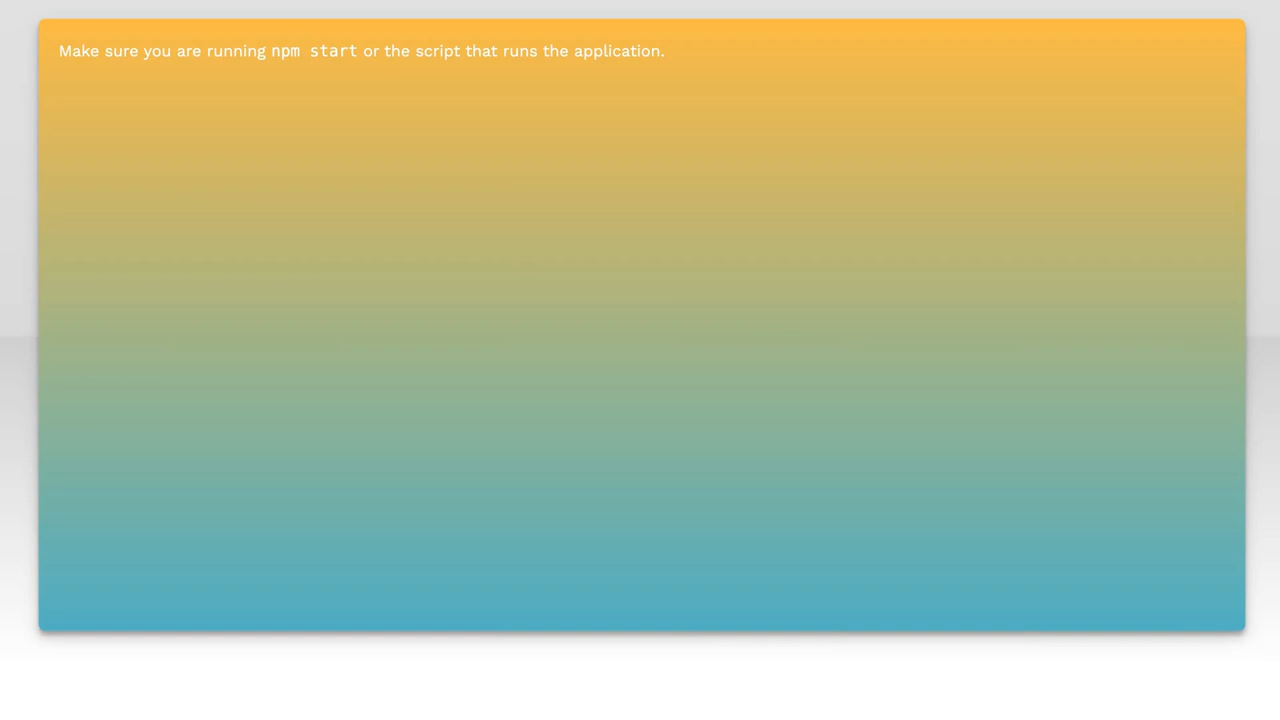 Make sure you are running npm start or the script that runs the application.